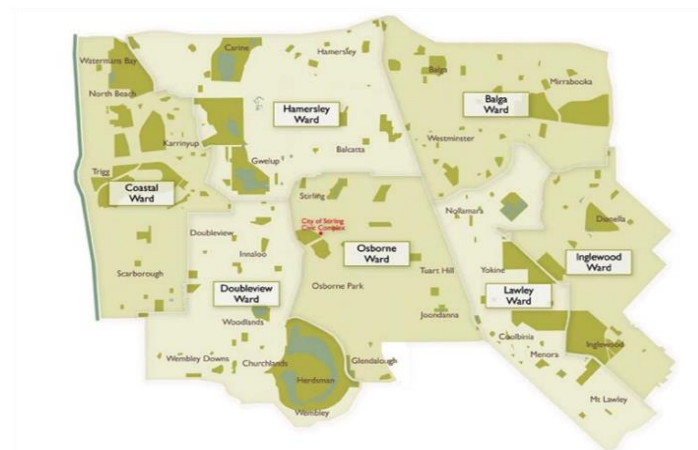 Carine
Hamersley
Watermans Bay
Balga
Mirrabooka
North Beach
Hamersley
Ward
Balga
Ward
Karrinyup
Balcatta
Westminster
Gwelup
Trigg
Coastal
Ward
Stirling
Nollamara
Dianella
City of Stirling
Civic Complex
Doubleview
Innaloo
Osborne
Ward
Inglewood
Ward
Scarborough
Tuart Hill
Yokine
Osborne Park
Doubleview
Ward
Lawley
Ward
Joondanna
Woodlands
Coolbinia
Inglewood
Wembley Downs
Churchlands
Glendalough
Menora
Herdsman
Mt Lawley
Wembley